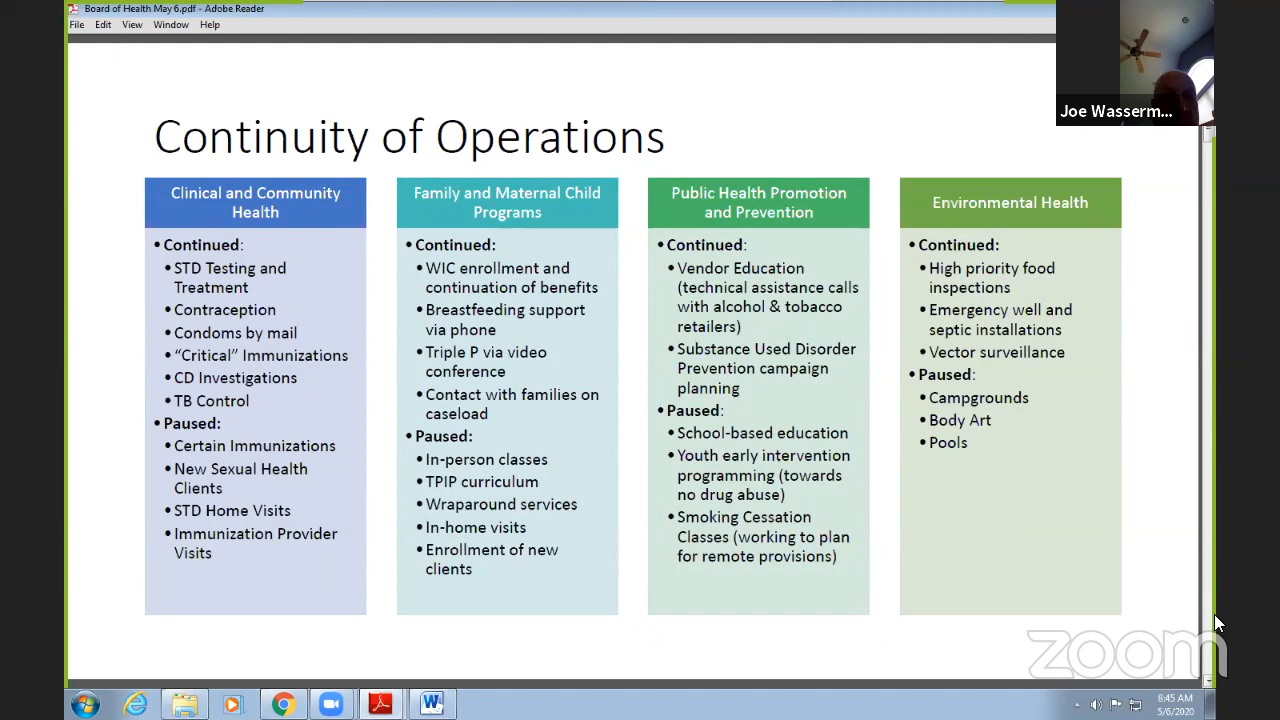 Board of Health May 6.pdf - Adobe Reader
File Edit View Window Help
Joe Wasserm...
Continuity of Operations
Clinical and Community
Health
• Continued:
• STD Testing and
Treatment
• Contraception
• Condoms by mail
• “Critical” Immunizations
• CD Investigations
• TB Control
• Paused:
• Certain Immunizations
• New Sexual Health
Clients
• STD Home Visits
• Immunization Provider
Visits
Family and Maternal Child
Programs
• Continued:
• WIC enrollment and
continuation of benefits
• Breastfeeding support
via phone
• Triple P via video
conference
• Contact with families on
caseload
• Paused:
• In-person classes
• TPIP curriculum
• Wraparound services
• In-home visits
• Enrollment of new
clients
Public Health Promotion
and Prevention
• Continued:
• Vendor Education
(technical assistance calls
with alcohol & tobacco
retailers)
• Substance Used Disorder
Prevention campaign
planning
• Paused:
• School-based education
• Youth early intervention
programming (towards
no drug abuse)
• Smoking Cessation
Classes (working to plan
for remote provisions)
Environmental Health
• Continued:
• High priority food
inspections
• Emergency well and
septic installations
• Vector surveillance
• Paused:
• Campgrounds
• Body Art
• Pools
zoom
8:45 AM
5/6/2020